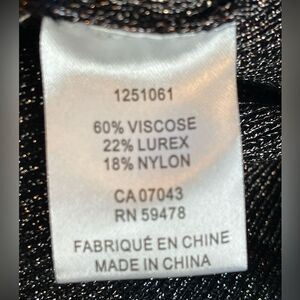 1251061
60% VISCOSE
22% LUREX
18% NYLON
CA 07043
RN 59478
FABRIQUÉ EN CHINE
MADE IN CHINA